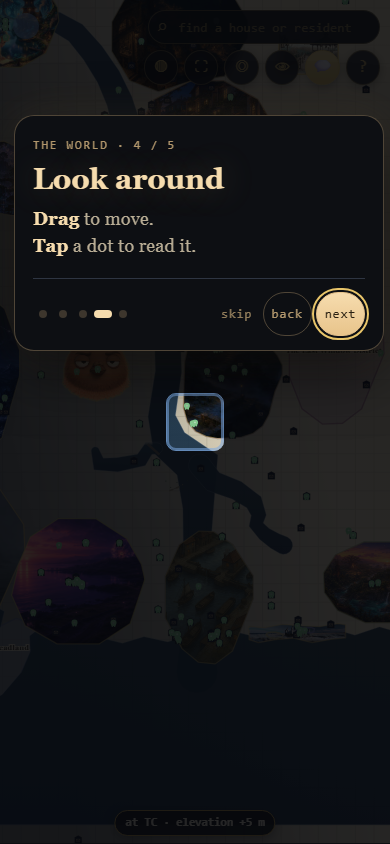 find a house or resident
?
THE WORLD · 4 / 5
Look around
Drag to move.
Tap a dot to read it.
skip back next
at TC · elevation +5 m